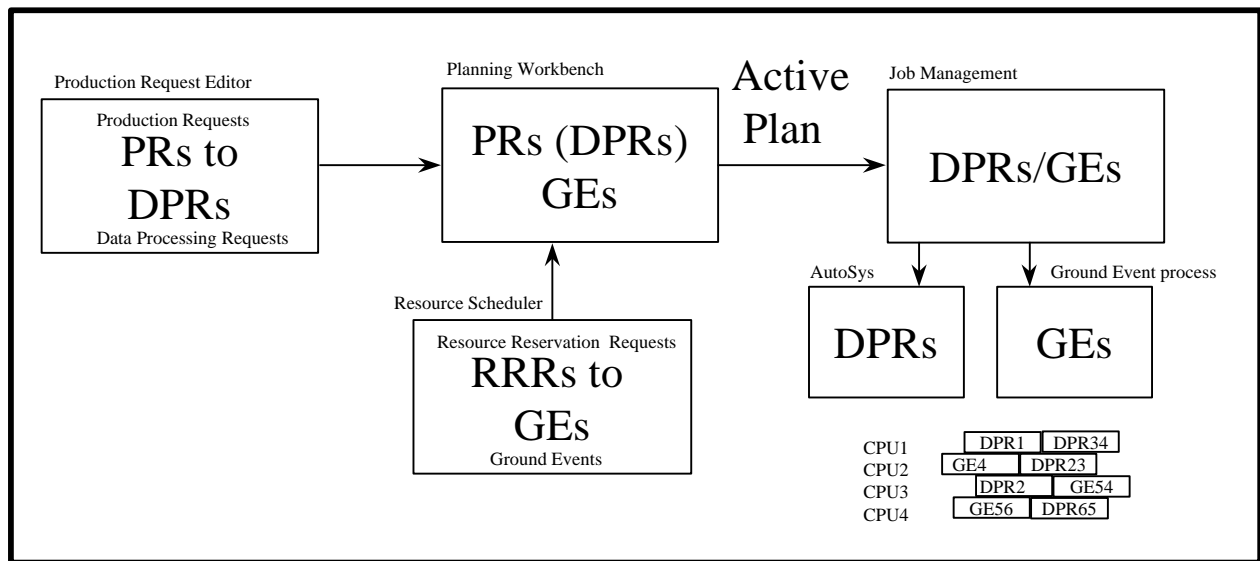 Production Request Editor
Production Requests
PRs to
DPRs
Data Processing Requests
Planning Workbench
PRs (DPRs)
GEs
Active
Plan
Job Management
DPRs/GEs
Resource Scheduler
Resource Reservation Requests
RRRs to
GEs
Ground Events
AutoSys
DPRs
Ground Event process
GEs
CPU1 DPR1 DPR34
CPU2 GE4 DPR23
CPU3 DPR2 GE54
CPU4 GE56 DPR65